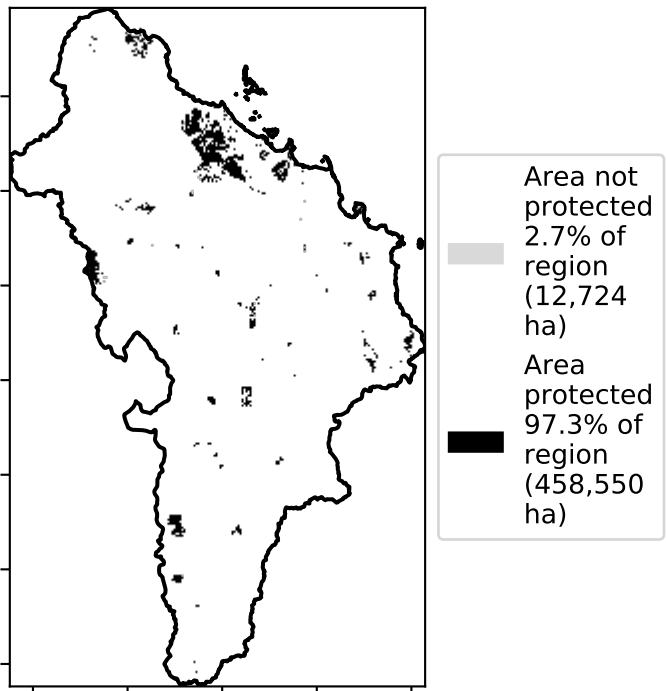 Area not
protected
2.7% of
region
(12,724
ha)
Area
protected
97.3% of
region
(458,550
ha)